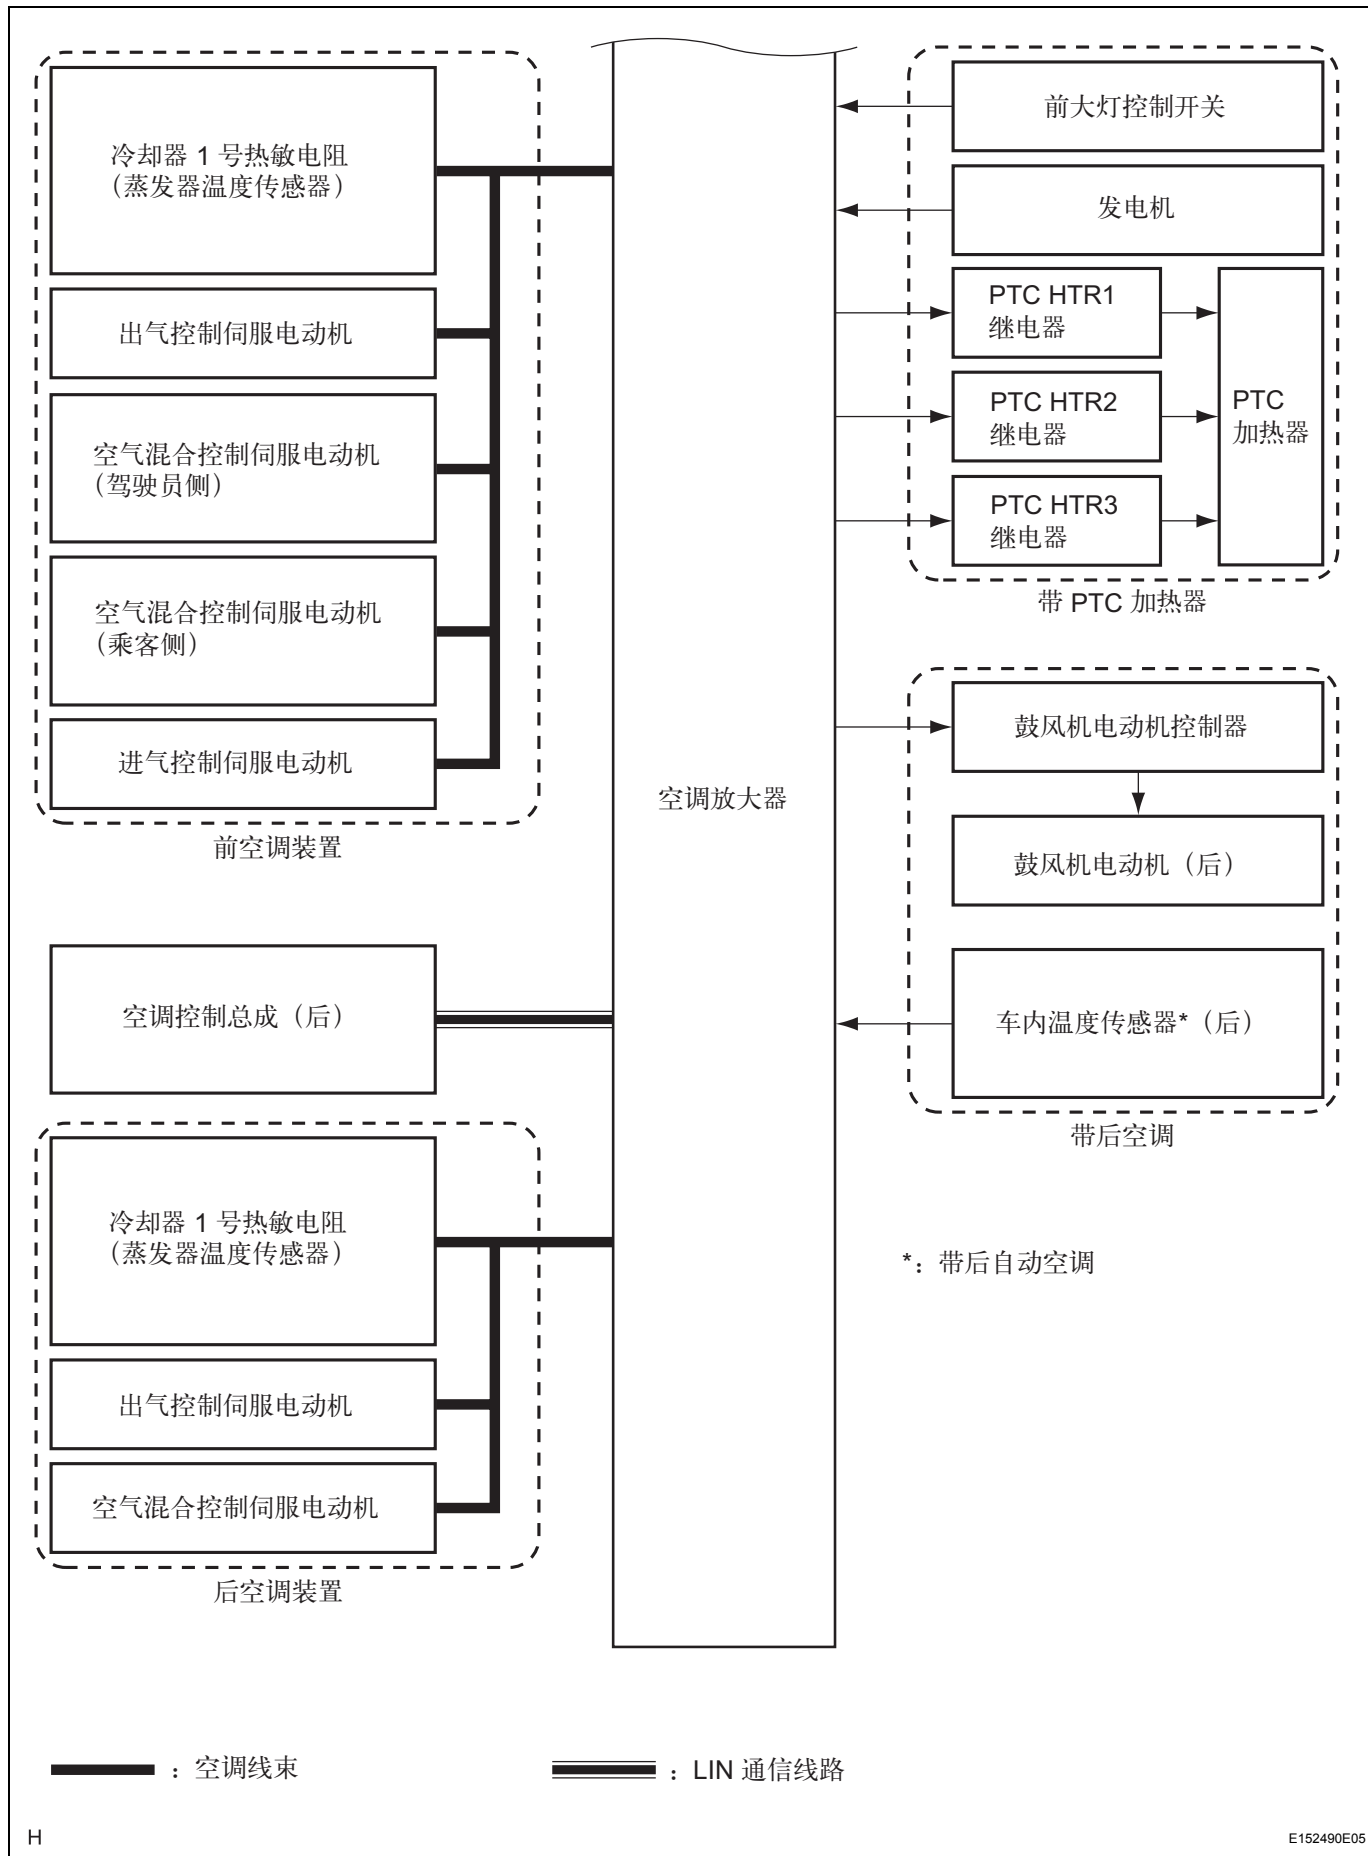 冷却器 1 号热敏电阻
（蒸发器温度传感器）
出气控制伺服电动机
空气混合控制伺服电动机
（驾驶员侧）
空气混合控制伺服电动机
（乘客侧）
进气控制伺服电动机
前空调装置
空调控制总成（后）
冷却器 1 号热敏电阻
（蒸发器温度传感器）
出气控制伺服电动机
空气混合控制伺服电动机
后空调装置
空调放大器
前大灯控制开关
发电机
PTC HTR1
继电器
PTC HTR2
继电器
PTC HTR3
继电器
PTC
加热器
带 PTC 加热器
鼓风机电动机控制器
鼓风机电动机（后）
车内温度传感器*（后）
带后空调
*：带后自动空调
：空调线束
：LIN 通信线路
H
E152490E05